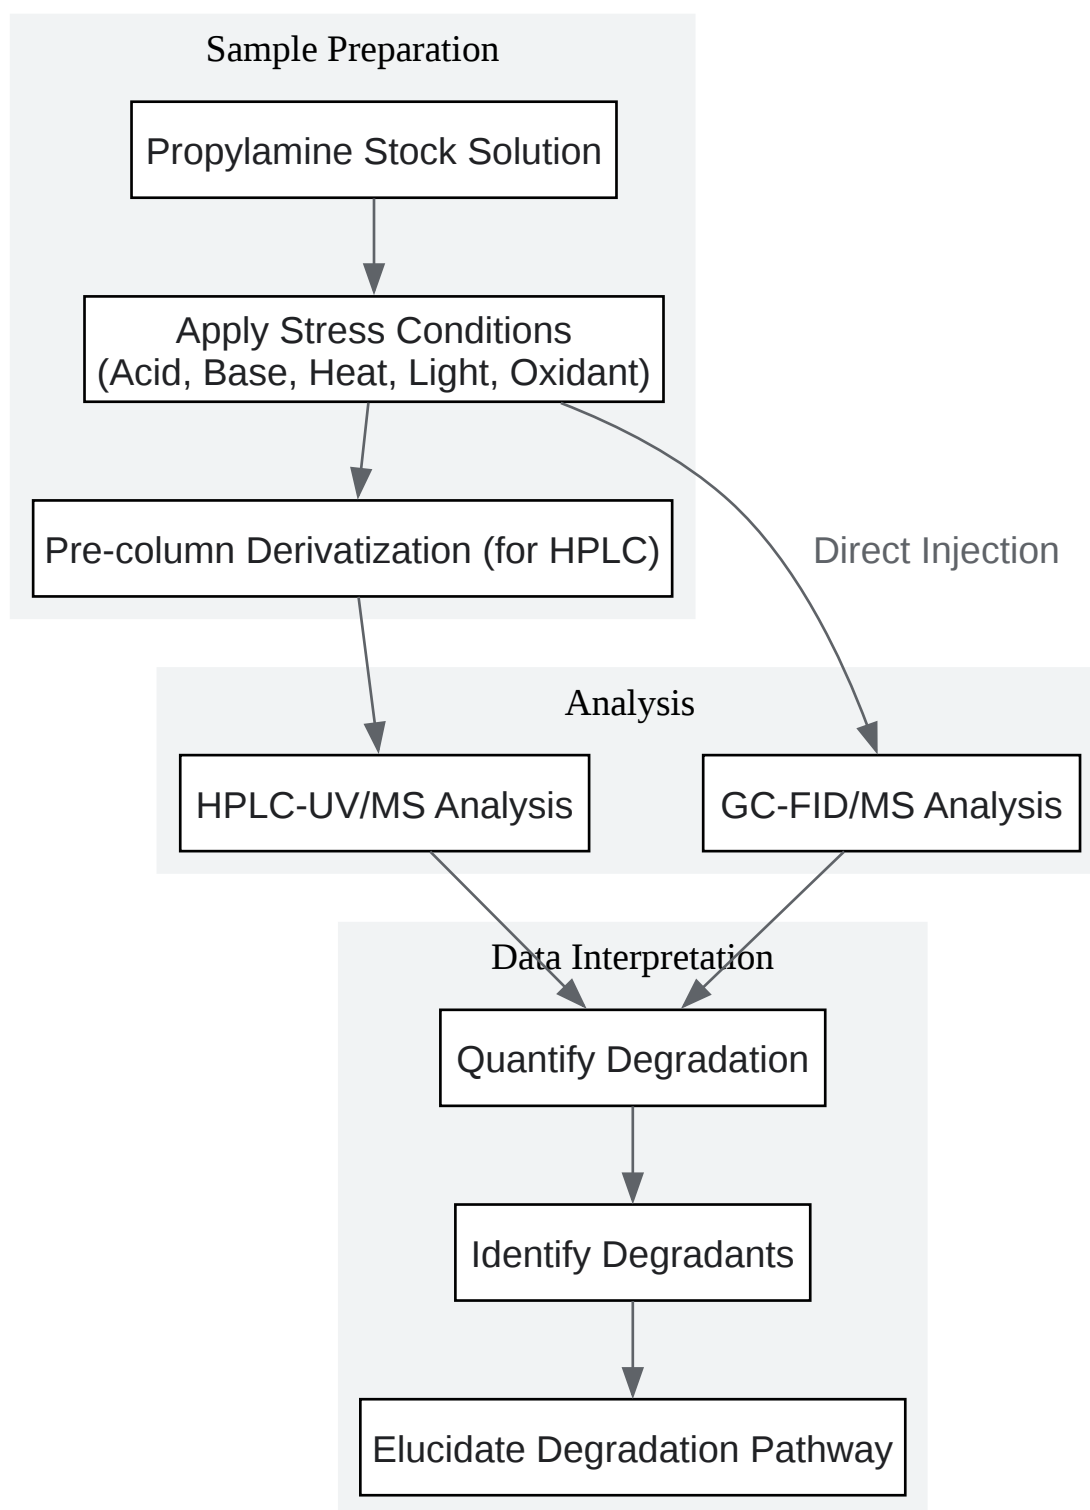 Sample Preparation
Propylamine Stock Solution
Apply Stress Conditions
(Acid, Base, Heat, Light, Oxidant)
Pre-column Derivatization (for HPLC)
Direct Injection
Analysis
HPLC-UV/MS Analysis
GC-FID/MS Analysis
Data Interpretation
Quantify Degradation
Identify Degradants
Elucidate Degradation Pathway